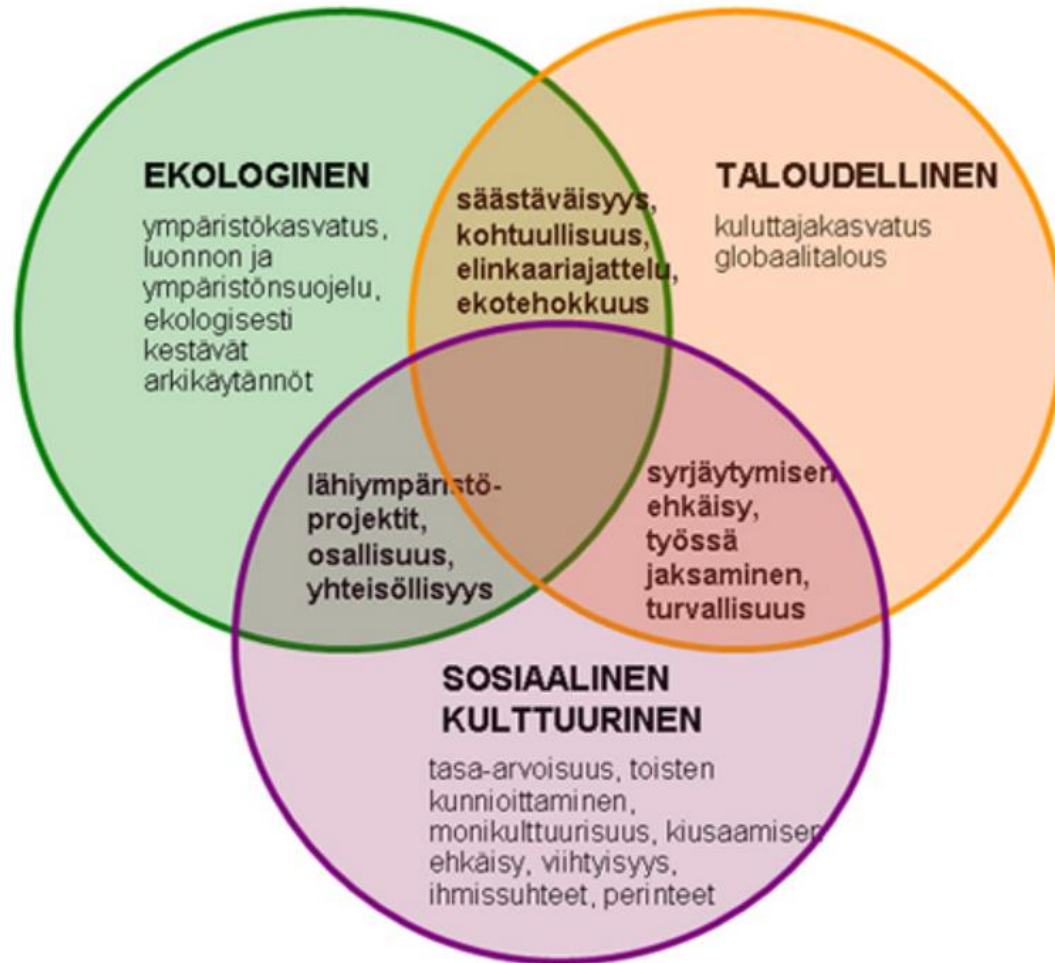 EKOLOGINEN
ympäristökasvatus,
luonnon ja
ympäristönsuojelu,
ekologisesti
kestävät
arkikäytännöt
säästäväisyys,
kohtuullisuus,
elinkaariajattelu,
ekotehokkuus
TALOUDELLINEN
kuluttajakasvatus
globaalitalous
lähiympäristö-
projektit,
osallisuus,
yhteisöllisyys
syrjäytymisen
ehkäisy,
työssä
jaksaminen,
turvallisuus
SOSIAALINEN
KULTTUURINEN
tasa-arvoisuus, toisten
kunnioittaminen,
monikulttuurisuus, kiusaamisen
ehkäisy, viihtyisyys,
ihmissuhteet, perinteet